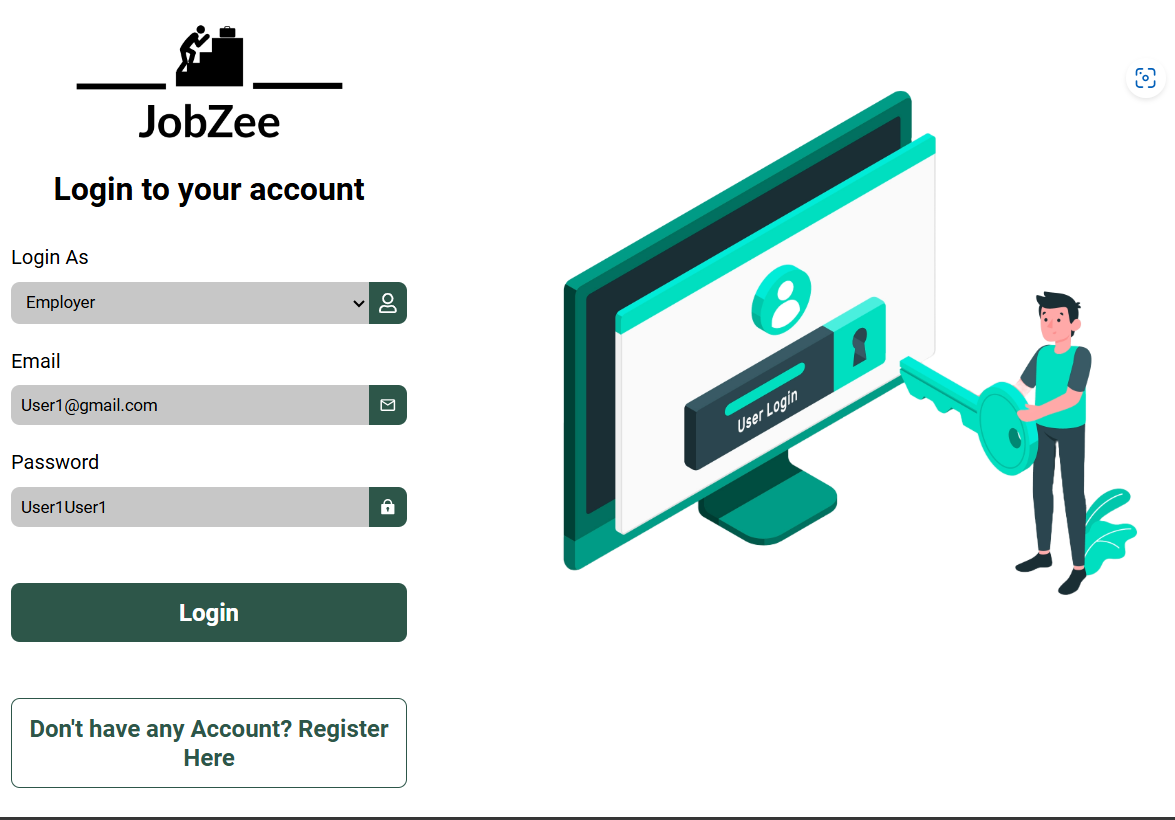 JobZee
Login to your account
Login As
Employer
Email
User1@gmail.com
Password
User1User1
Login
Don't have any Account? Register
Here
User Login